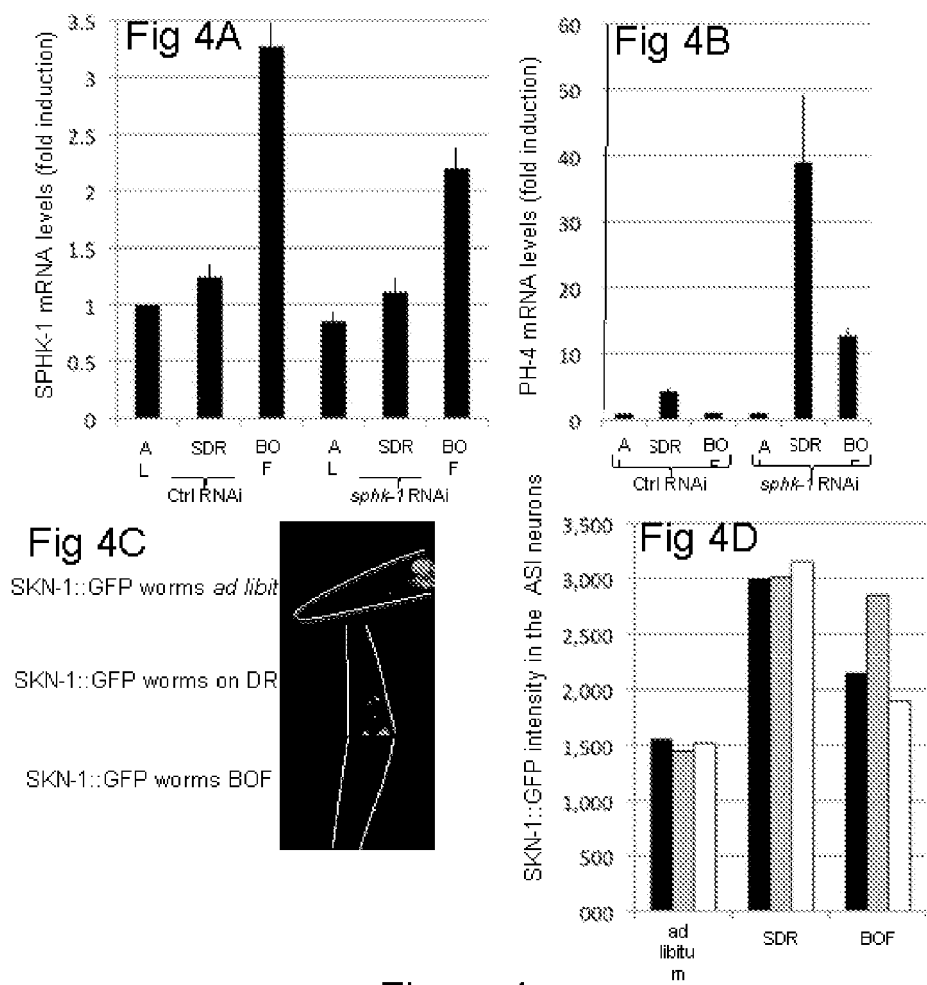 Fig 4A
SPHK-1 mRNA levels (fold induction)
3.5
3
2.5
2
1.5
1
0.5
0
A
L
SDR
BO
F
A
L
SDR
BO
F
Ctrl RNAi
sphk-1 RNAi
Fig 4B
PH-4 mRNA levels (fold induction)
60
50
40
30
20
10
0
A
SDR
BO
A
SDR
BO
Ctrl RNAi
sphk-1 RNAi
Fig 4C
SKN-1::GFP worms ad libit
SKN-1::GFP worms on DR
SKN-1::GFP worms BOF
Fig 4D
SKN-1::GFP intensity in the ASI neurons
3,500
3,000
2,500
2,000
1,500
1,000
500
000
ad
libitu
m
SDR
BOF